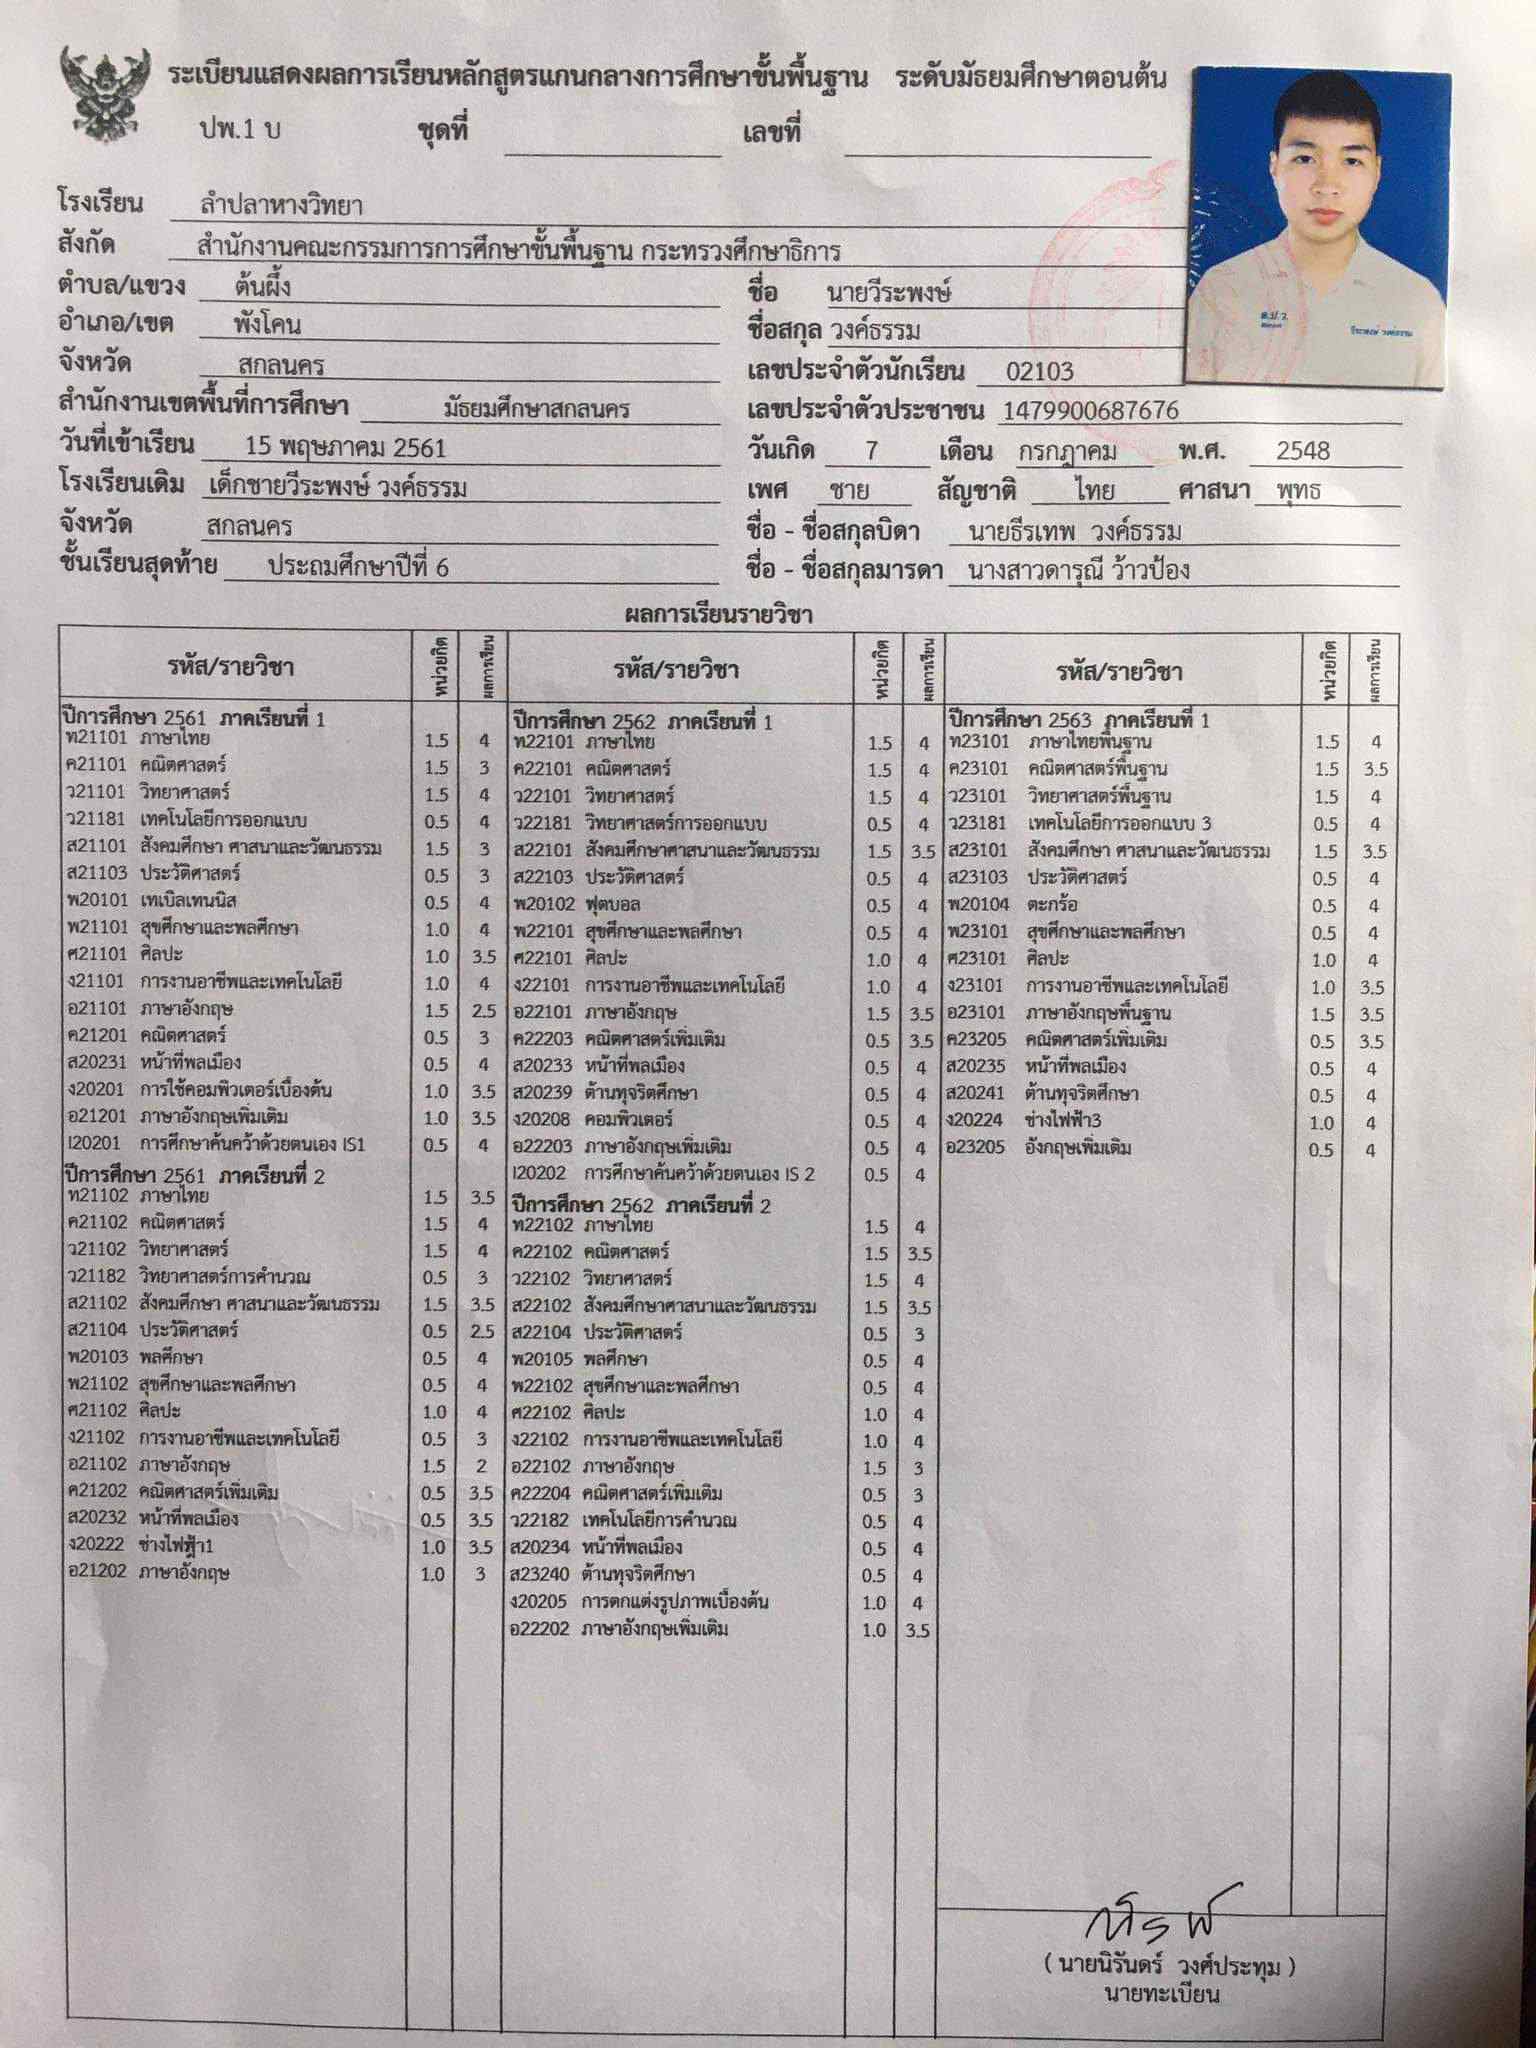 ระเบียนแสดงผลการเรียนหลักสูตรแกนกลางการศึกษาขั้นพื้นฐาน ระดับมัธยมศึกษาตอนต้น
ปพ.1 บ ชุดที่ เลขที่
โรงเรียน ลำปลาหางวิทยา
สังกัด สำนักงานคณะกรรมการการศึกษาขั้นพื้นฐาน กระทรวงศึกษาธิการ
ตำบล/แขวง ต้นผึ้ง
อำเภอ/เขต พังโคน
จังหวัด สกลนคร
สำนักงานเขตพื้นที่การศึกษา มัธยมศึกษาสกลนคร
วันที่เข้าเรียน 15 พฤษภาคม 2561
โรงเรียนเดิม เด็กชายวีระพงษ์ วงค์ธรรม
จังหวัด สกลนคร
ชั้นเรียนสุดท้าย ประถมศึกษาปีที่ 6
ชื่อ นายวีระพงษ์
ชื่อสกุล วงค์ธรรม
เลขประจำตัวนักเรียน 02103
เลขประจำตัวประชาชน 1479900687676
วันเกิด 7 เดือน กรกฎาคม พ.ศ. 2548
เพศ ชาย สัญชาติ ไทย ศาสนา พุทธ
ชื่อ - ชื่อสกุลบิดา นายธีรเทพ วงค์ธรรม
ชื่อ - ชื่อสกุลมารดา นางสาวดารุณี ว้าวป้อง
ล.ป.ว.
วีระพงษ์ วงค์ธรรม
ผลการเรียนรายวิชา
รหัส/รายวิชา หน่วยกิต ผลการเรียน
ปีการศึกษา 2561 ภาคเรียนที่ 1
ท21101 ภาษาไทย 1.5 4
ค21101 คณิตศาสตร์ 1.5 3
ว21101 วิทยาศาสตร์ 1.5 4
ว21181 เทคโนโลยีการออกแบบ 0.5 4
ส21101 สังคมศึกษา ศาสนาและวัฒนธรรม 1.5 3
ส21103 ประวัติศาสตร์ 0.5 3
พ20101 เทเบิลเทนนิส 0.5 4
พ21101 สุขศึกษาและพลศึกษา 1.0 4
ศ21101 ศิลปะ 1.0 3.5
ง21101 การงานอาชีพและเทคโนโลยี 1.0 4
อ21101 ภาษาอังกฤษ 1.5 2.5
ค21201 คณิตศาสตร์ 0.5 3
ส20231 หน้าที่พลเมือง 0.5 4
ง20201 การใช้คอมพิวเตอร์เบื้องต้น 1.0 3.5
อ21201 ภาษาอังกฤษเพิ่มเติม 1.0 3.5
I20201 การศึกษาค้นคว้าด้วยตนเอง IS1 0.5 4
ปีการศึกษา 2561 ภาคเรียนที่ 2
ท21102 ภาษาไทย 1.5 3.5
ค21102 คณิตศาสตร์ 1.5 4
ว21102 วิทยาศาสตร์ 1.5 4
ว21182 วิทยาศาสตร์การคำนวณ 0.5 3
ส21102 สังคมศึกษา ศาสนาและวัฒนธรรม 1.5 3.5
ส21104 ประวัติศาสตร์ 0.5 2.5
พ20103 พลศึกษา 0.5 4
พ21102 สุขศึกษาและพลศึกษา 0.5 4
ศ21102 ศิลปะ 1.0 4
ง21102 การงานอาชีพและเทคโนโลยี 0.5 3
อ21102 ภาษาอังกฤษ 1.5 2
ค21202 คณิตศาสตร์เพิ่มเติม 0.5 3.5
ส20232 หน้าที่พลเมือง 0.5 3.5
ง20222 ช่างไฟฟ้า1 1.0 3.5
อ21202 ภาษาอังกฤษ 1.0 3
รหัส/รายวิชา หน่วยกิต ผลการเรียน
ปีการศึกษา 2562 ภาคเรียนที่ 1
ท22101 ภาษาไทย 1.5 4
ค22101 คณิตศาสตร์ 1.5 4
ว22101 วิทยาศาสตร์ 1.5 4
ว22181 วิทยาศาสตร์การออกแบบ 0.5 4
ส22101 สังคมศึกษาศาสนาและวัฒนธรรม 1.5 3.5
ส22103 ประวัติศาสตร์ 0.5 4
พ20102 ฟุตบอล 0.5 4
พ22101 สุขศึกษาและพลศึกษา 0.5 4
ศ22101 ศิลปะ 1.0 4
ง22101 การงานอาชีพและเทคโนโลยี 1.0 4
อ22101 ภาษาอังกฤษ 1.5 3.5
ค22203 คณิตศาสตร์เพิ่มเติม 0.5 3.5
ส20233 หน้าที่พลเมือง 0.5 4
ส20239 ต้านทุจริตศึกษา 0.5 4
ง20208 คอมพิวเตอร์ 0.5 4
อ22203 ภาษาอังกฤษเพิ่มเติม 0.5 4
I20202 การศึกษาค้นคว้าด้วยตนเอง IS 2 0.5 4
ปีการศึกษา 2562 ภาคเรียนที่ 2
ท22102 ภาษาไทย 1.5 4
ค22102 คณิตศาสตร์ 1.5 3.5
ว22102 วิทยาศาสตร์ 1.5 4
ส22102 สังคมศึกษาศาสนาและวัฒนธรรม 1.5 3.5
ส22104 ประวัติศาสตร์ 0.5 3
พ20105 พลศึกษา 0.5 4
พ22102 สุขศึกษาและพลศึกษา 0.5 4
ศ22102 ศิลปะ 1.0 4
ง22102 การงานอาชีพและเทคโนโลยี 1.0 4
อ22102 ภาษาอังกฤษ 1.5 3
ค22204 คณิตศาสตร์เพิ่มเติม 0.5 3
ว22182 เทคโนโลยีการคำนวณ 0.5 4
ส20234 หน้าที่พลเมือง 0.5 4
ส23240 ต้านทุจริตศึกษา 0.5 4
ง20205 การตกแต่งรูปภาพเบื้องต้น 1.0 4
อ22202 ภาษาอังกฤษเพิ่มเติม 1.0 3.5
รหัส/รายวิชา หน่วยกิต ผลการเรียน
ปีการศึกษา 2563 ภาคเรียนที่ 1
ท23101 ภาษาไทยพื้นฐาน 1.5 4
ค23101 คณิตศาสตร์พื้นฐาน 1.5 3.5
ว23101 วิทยาศาสตร์พื้นฐาน 1.5 4
ว23181 เทคโนโลยีการออกแบบ 3 0.5 4
ส23101 สังคมศึกษา ศาสนาและวัฒนธรรม 1.5 3.5
ส23103 ประวัติศาสตร์ 0.5 4
พ20104 ตะกร้อ 0.5 4
พ23101 สุขศึกษาและพลศึกษา 0.5 4
ศ23101 ศิลปะ 1.0 4
ง23101 การงานอาชีพและเทคโนโลยี 1.0 3.5
อ23101 ภาษาอังกฤษพื้นฐาน 1.5 3.5
ค23205 คณิตศาสตร์เพิ่มเติม 0.5 3.5
ส20235 หน้าที่พลเมือง 0.5 4
ส20241 ต้านทุจริตศึกษา 0.5 4
ง20224 ช่างไฟฟ้า3 1.0 4
อ23205 อังกฤษเพิ่มเติม 0.5 4
( นายนิรันดร์ วงศ์ประทุม )
นายทะเบียน